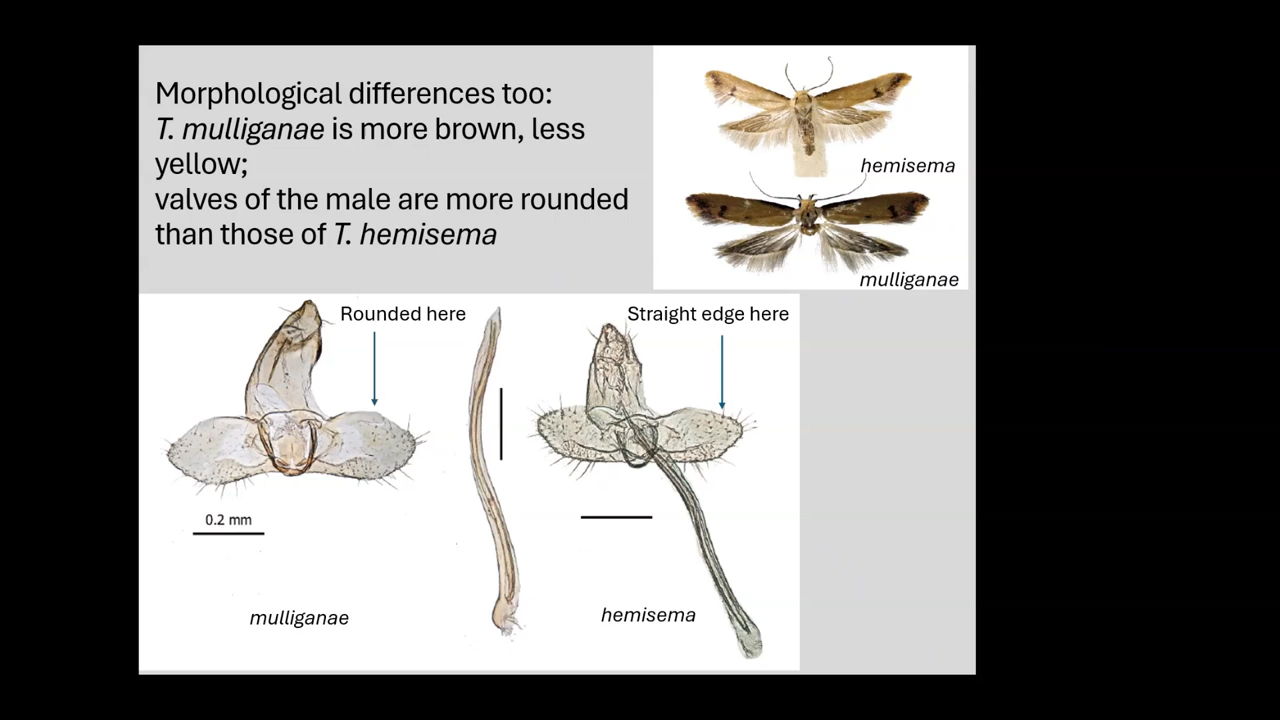 Morphological differences too:
T. mulliganae is more brown, less
yellow;
valves of the male are more rounded
than those of T. hemisema
hemisema
mulliganae
Rounded here
Straight edge here
0.2 mm
mulliganae
hemisema